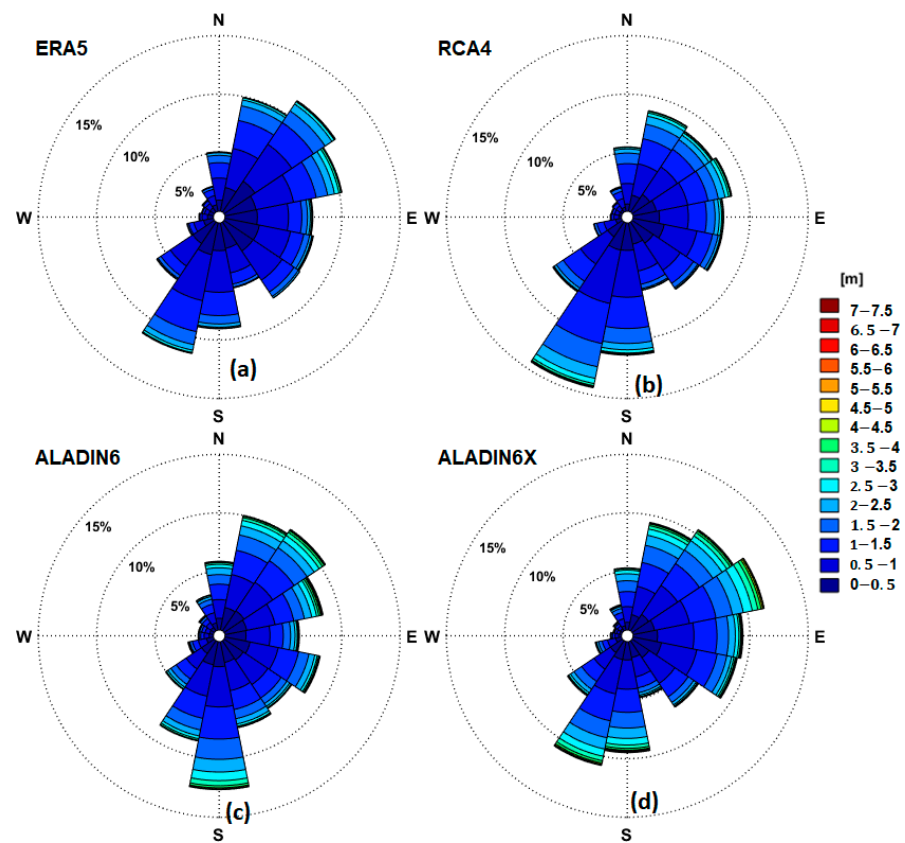 N
N
ERA5
RCA4
15%
15%
10%
10%
5%
5%
W
E
W
E
[m]
7–7.5
6.5–7
6–6.5
5.5–6
5–5.5
4.5–5
4–4.5
3.5–4
3–3.5
2.5–3
2–2.5
1.5–2
1–1.5
0.5–1
0–0.5
(a)
(b)
S
S
N
N
ALADIN6
ALADIN6X
15%
15%
10%
10%
5%
5%
W
E
W
E
(c)
(d)
S
S